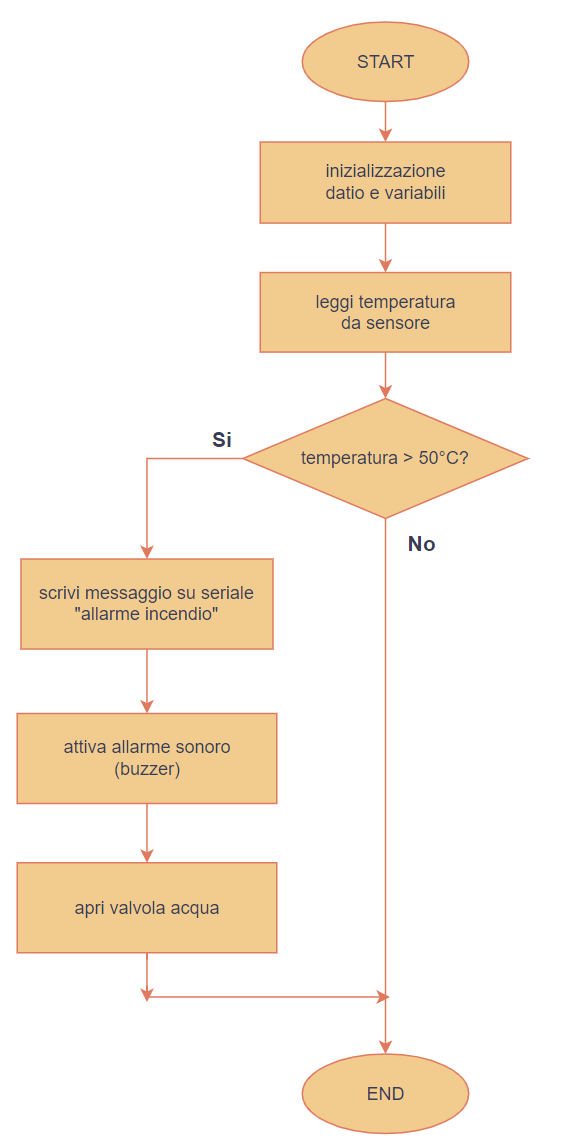 START
inizializzazione
datio e variabili
leggi temperatura
da sensore
temperatura > 50°C?
Si
No
scrivi messaggio su seriale
"allarme incendio"
attiva allarme sonoro
(buzzer)
apri valvola acqua
END